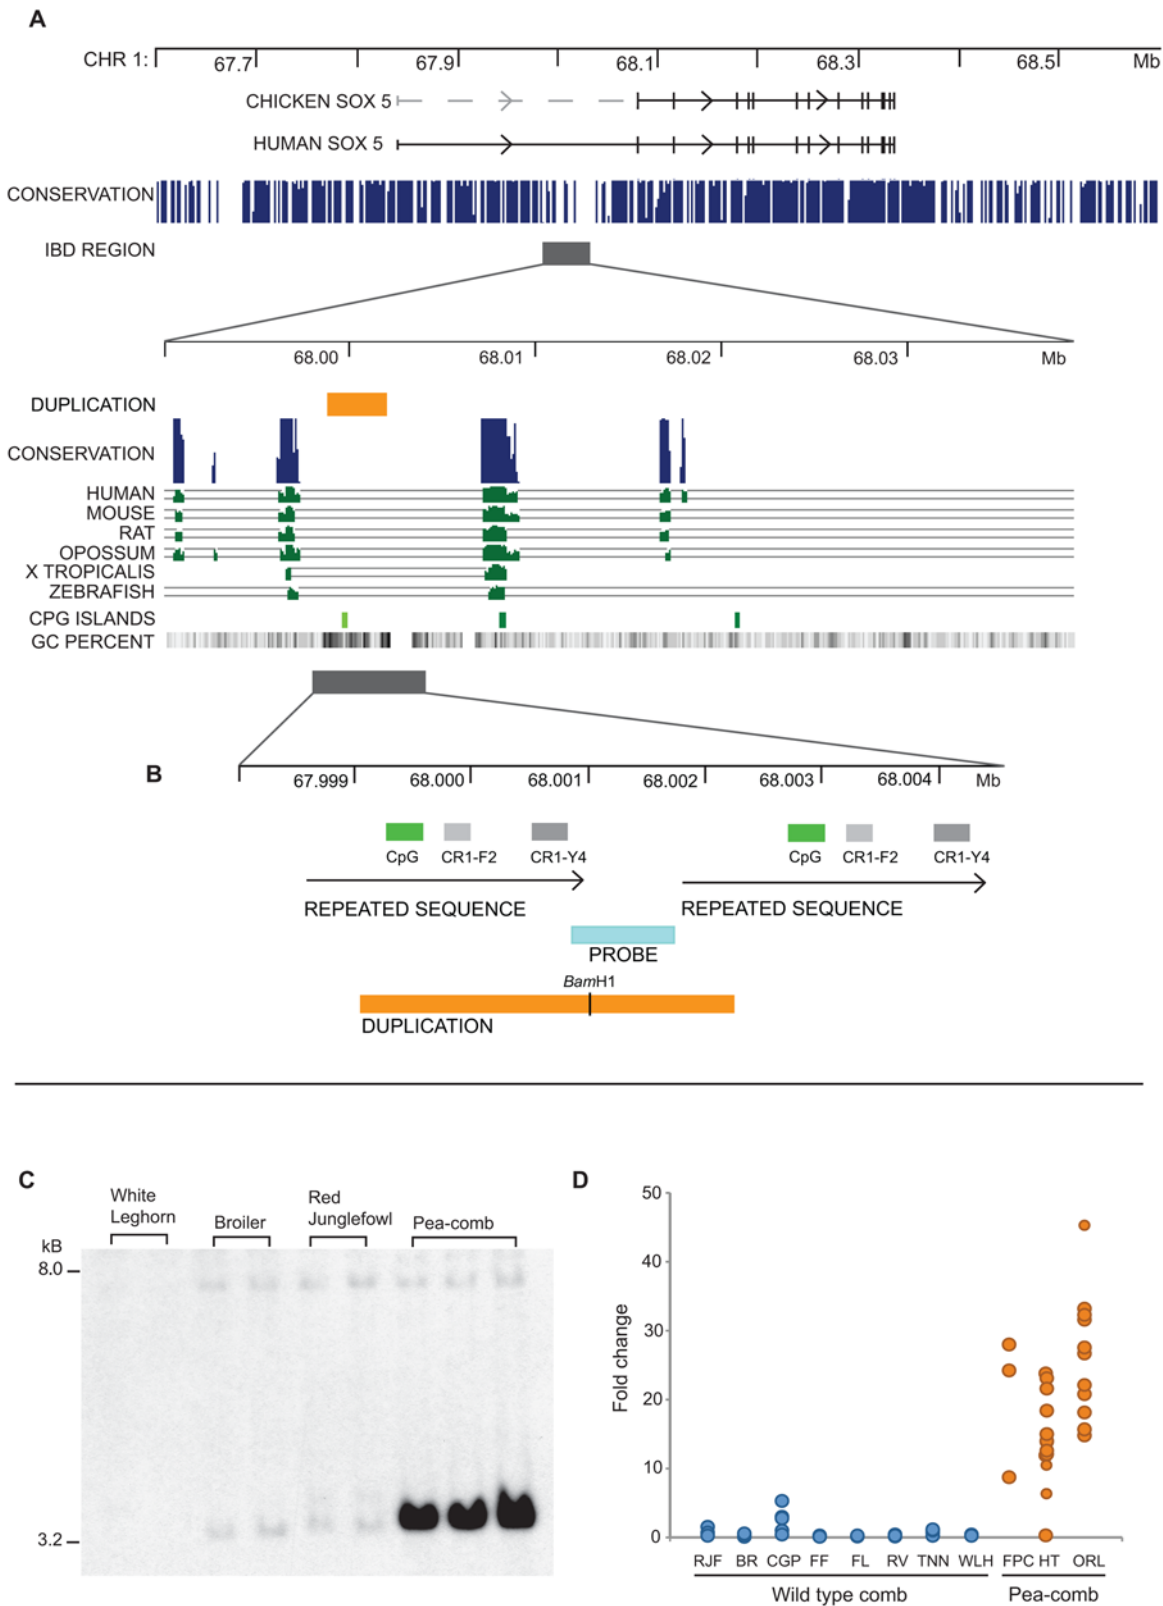 A
CHR 1: 67.7 67.9 68.1 68.3 68.5 Mb
CHICKEN SOX 5
HUMAN SOX 5
CONSERVATION
IBD REGION
68.00 68.01 68.02 68.03 Mb
DUPLICATION
CONSERVATION
HUMAN
MOUSE
RAT
OPOSSUM
X TROPICALIS
ZEBRAFISH
CPG ISLANDS
GC PERCENT
B
67.999 68.000 68.001 68.002 68.003 68.004 Mb
CpG CR1-F2 CR1-Y4 CpG CR1-F2 CR1-Y4
REPEATED SEQUENCE REPEATED SEQUENCE
PROBE
BamH1
DUPLICATION
C
White
Leghorn
Broiler
Red
Junglefowl
Pea-comb
kB
8.0
3.2
D
50
40
30
20
10
0
Fold change
RJF BR CGP FF FL RV TNN WLH FPC HT ORL
Wild type comb Pea-comb